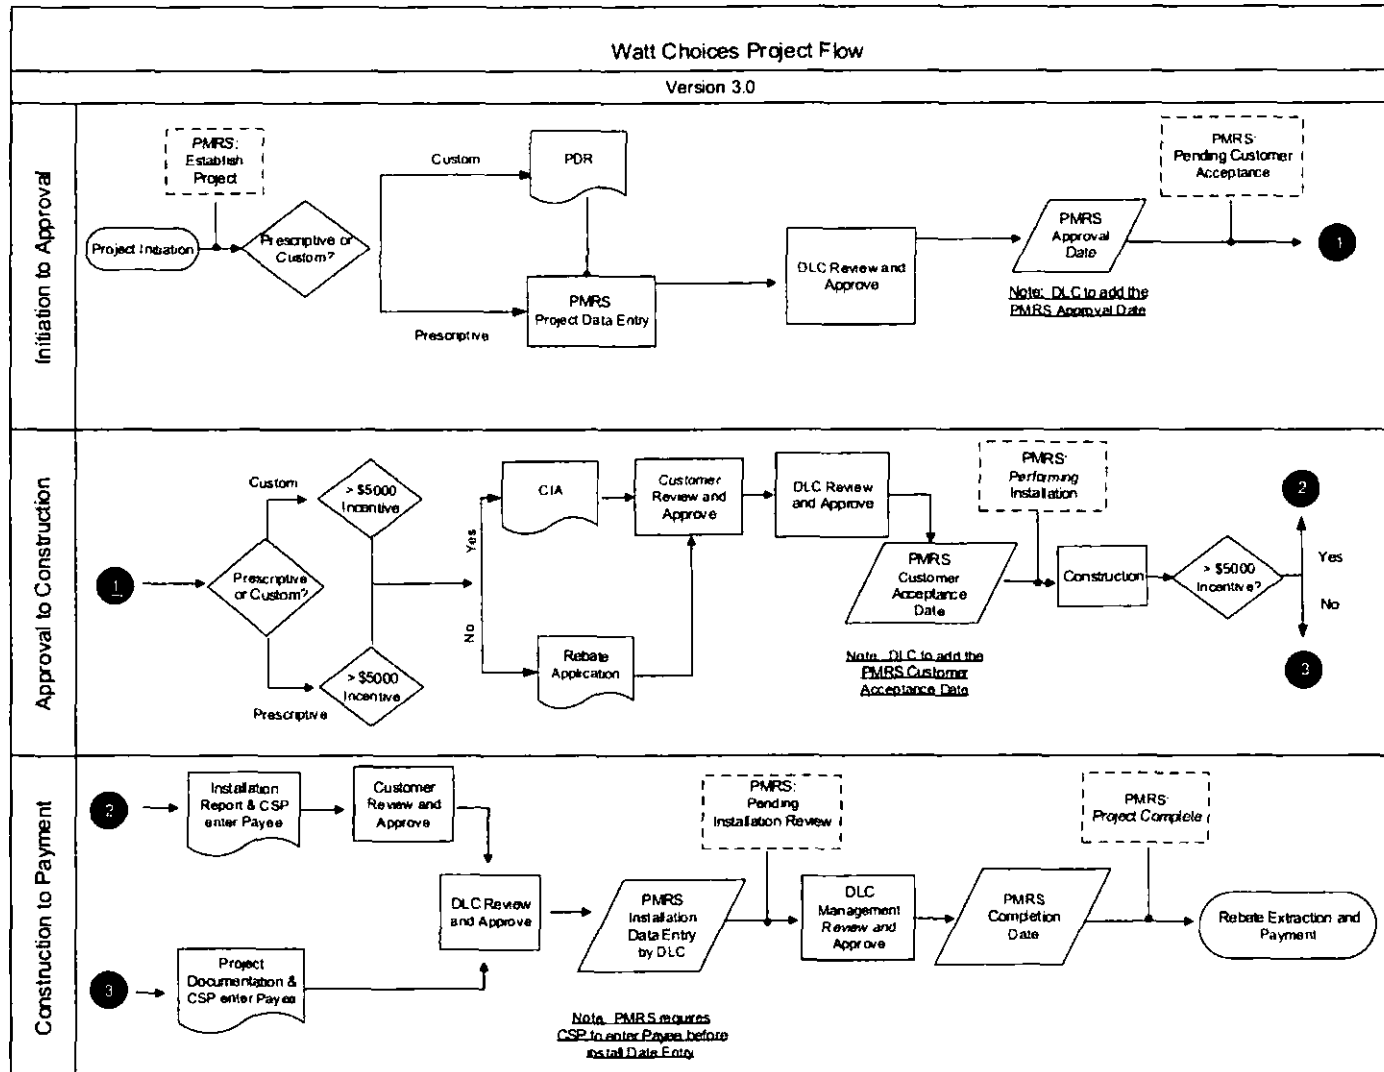 Watt Choices Project Flow
Version 3.0
Initiation to Approval
PMRS:
Establish
Project
Project Initiation
Prescriptive or
Custom?
Custom
Prescriptive
PDR
PMRS
Project Data Entry
DLC Review and
Approve
PMRS
Approval
Date
Note: DLC to add the
PMRS Approval Date
PMRS:
Pending Customer
Acceptance
1
Approval to Construction
1
Prescriptive
or Custom?
Custom
Prescriptive
> $5000
Incentive
> $5000
Incentive
Yes
No
CIA
Rebate
Application
Customer
Review and
Approve
DLC Review
and Approve
PMRS
Customer
Acceptance
Date
Note: DLC to add the
PMRS Customer
Acceptance Date
PMRS:
Performing
Installation
Construction
> $5000
Incentive?
2
Yes
No
3
Construction to Payment
2
Installation
Report & CSP
enter Payee
Customer
Review and
Approve
3
Project
Documentation &
CSP enter Payee
DLC Review
and Approve
PMRS
Installation
Data Entry
by DLC
Note: PMRS requires
CSP to enter Payee before
install Date Entry
PMRS:
Pending
Installation Review
DLC
Management
Review and
Approve
PMRS
Completion
Date
PMRS:
Project Complete
Rebate Extraction and
Payment